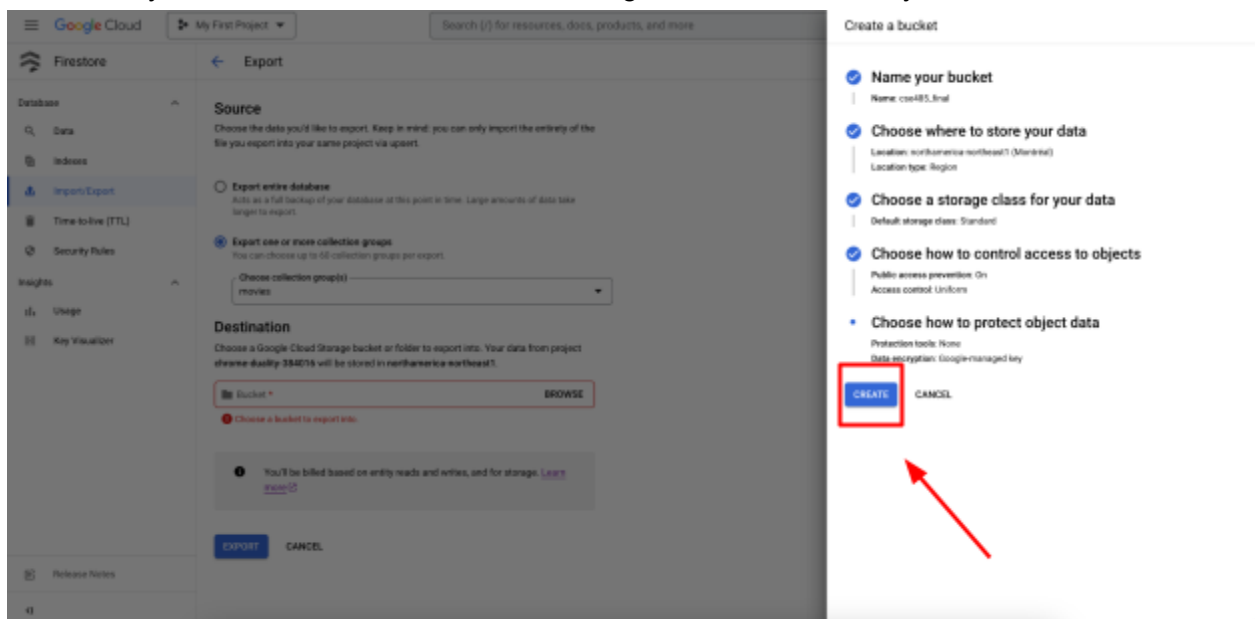 Google Cloud
My First Project
Search (/) for resources, docs, products, and more
Firestore
Export
Database
Data
Indexes
Import/Export
Time-to-live (TTL)
Security Rules
Insights
Usage
Key Visualizer
Release Notes
Source
Choose the data you'd like to export. Keep in mind: you can only import the entirety of the
file you export into your same project via upsert.
Export entire database
Acts as a full backup of your database at this point in time. Large amounts of data take
longer to export.
Export one or more collection groups
You can choose up to 60 collection groups per export.
Choose collection group(s)
movies
Destination
Choose a Google Cloud Storage bucket or folder to export into. Your data from project
chrome-duality-384016 will be stored in northamerica-northeast1.
Bucket *
BROWSE
Choose a bucket to export into.
You'll be billed based on entity reads and writes, and for storage. Learn
more
EXPORT
CANCEL
Create a bucket
Name your bucket
Name: cse485_final
Choose where to store your data
Location: northamerica-northeast1 (Montréal)
Location type: Region
Choose a storage class for your data
Default storage class: Standard
Choose how to control access to objects
Public access prevention: On
Access control: Uniform
Choose how to protect object data
Protection tools: None
Data encryption: Google-managed key
CREATE
CANCEL